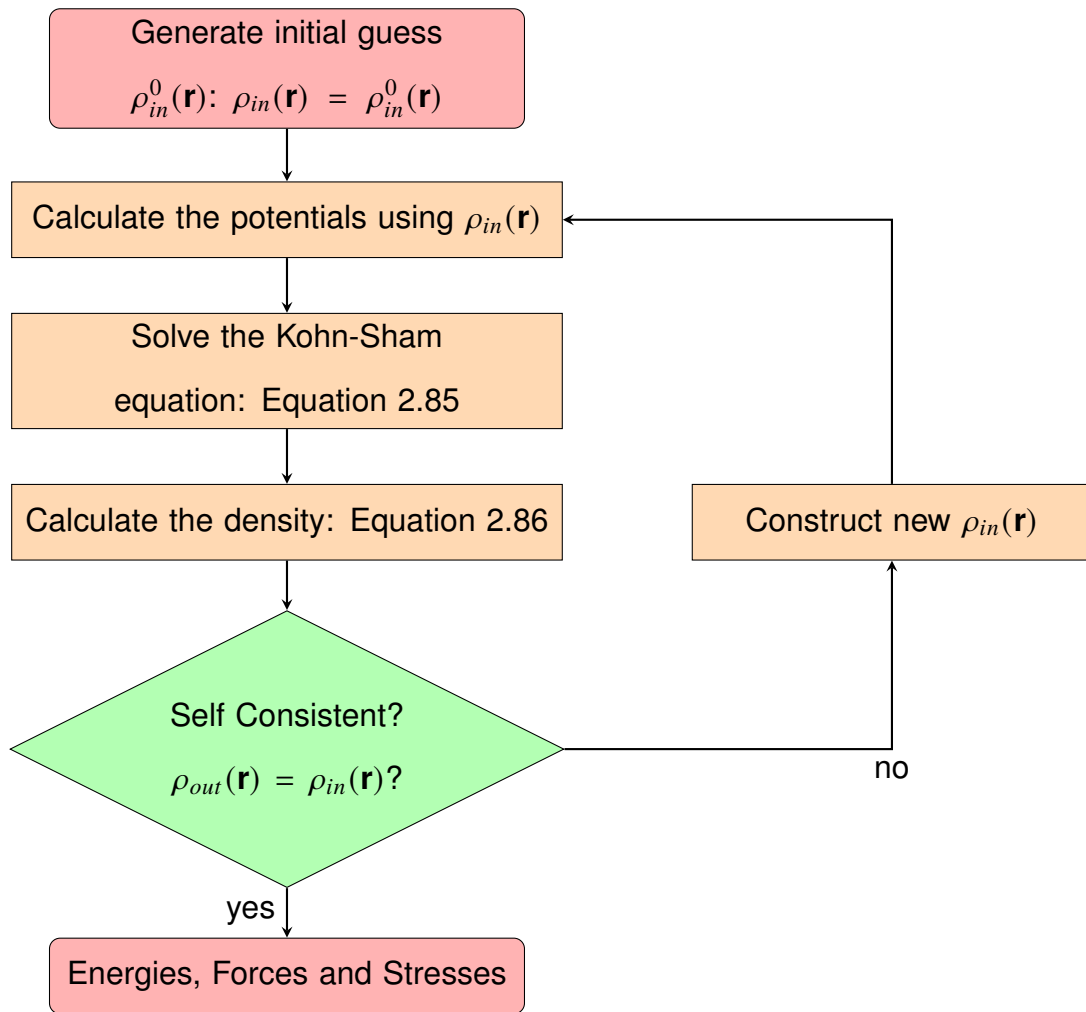 Generate initial guess
ρ⁰ᵢₙ(𝐫): ρᵢₙ(𝐫) = ρ⁰ᵢₙ(𝐫)
Calculate the potentials using ρᵢₙ(𝐫)
Solve the Kohn-Sham
equation: Equation 2.85
Calculate the density: Equation 2.86
Construct new ρᵢₙ(𝐫)
Self Consistent?
ρₒᵤₜ(𝐫) = ρᵢₙ(𝐫)?
no
yes
Energies, Forces and Stresses